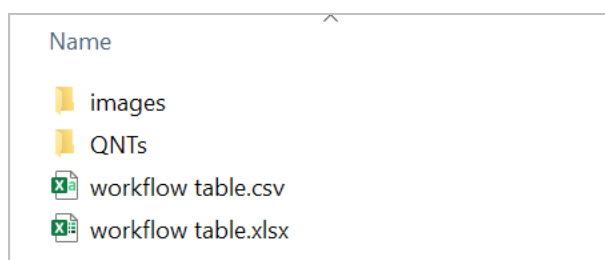 Name
images
QNTs
workflow table.csv
workflow table.xlsx